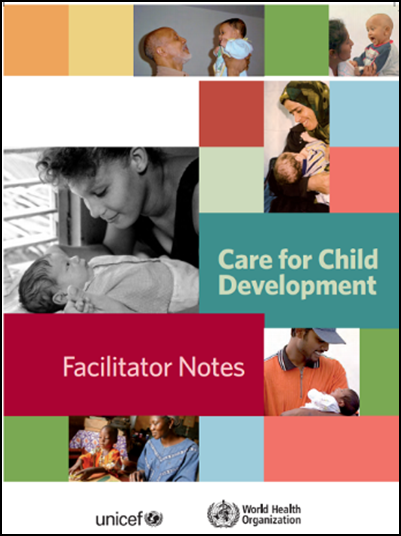 Care for Child
Development
Facilitator Notes
unicef
World Health
Organization